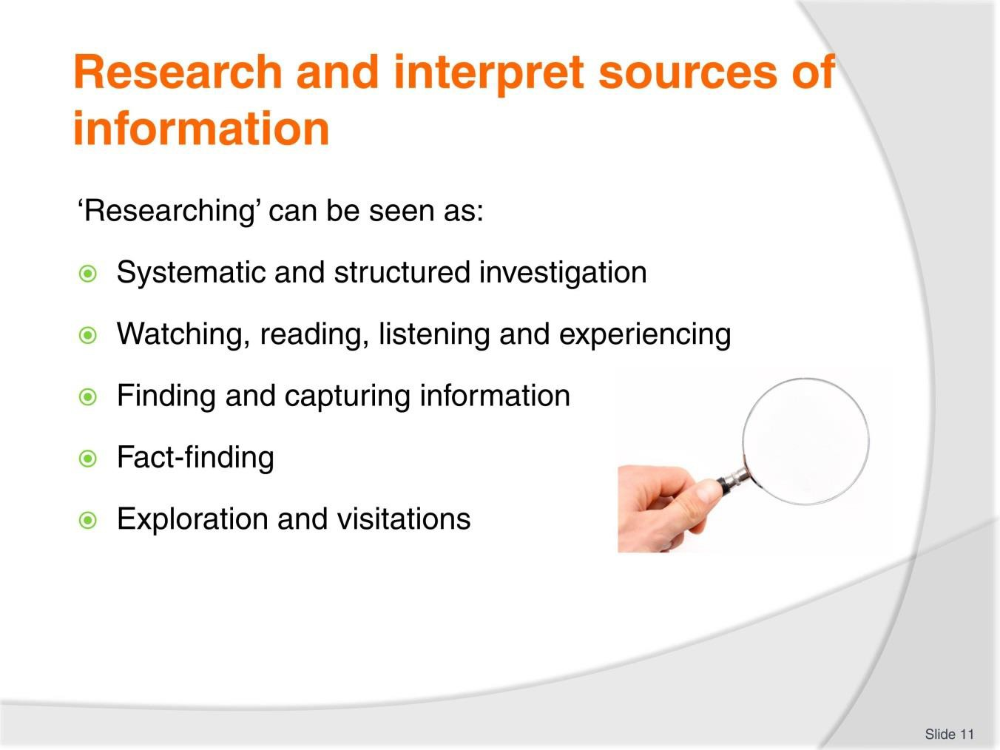 Research and interpret sources of
information
‘Researching’ can be seen as:
Systematic and structured investigation
Watching, reading, listening and experiencing
Finding and capturing information
Fact-finding
Exploration and visitations
Slide 11